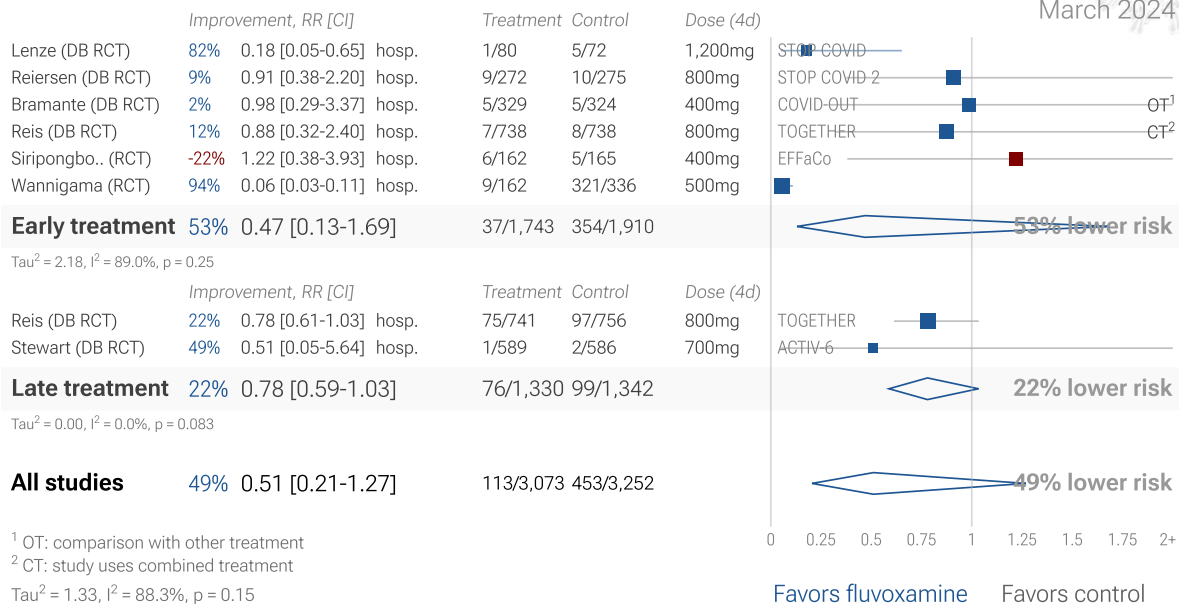 March 2024
Improvement, RR [CI] Treatment Control Dose (4d)
Lenze (DB RCT) 82% 0.18 [0.05-0.65] hosp. 1/80 5/72 1,200mg STOP COVID
Reiersen (DB RCT) 9% 0.91 [0.38-2.20] hosp. 9/272 10/275 800mg STOP COVID 2
Bramante (DB RCT) 2% 0.98 [0.29-3.37] hosp. 5/329 5/324 400mg COVID-OUT OT¹
Reis (DB RCT) 12% 0.88 [0.32-2.40] hosp. 7/738 8/738 800mg TOGETHER CT²
Siripongbo.. (RCT) -22% 1.22 [0.38-3.93] hosp. 6/162 5/165 400mg EFFaCo
Wannigama (RCT) 94% 0.06 [0.03-0.11] hosp. 9/162 321/336 500mg
Early treatment 53% 0.47 [0.13-1.69] 37/1,743 354/1,910 53% lower risk
Tau² = 2.18, I² = 89.0%, p = 0.25
Improvement, RR [CI] Treatment Control Dose (4d)
Reis (DB RCT) 22% 0.78 [0.61-1.03] hosp. 75/741 97/756 800mg TOGETHER
Stewart (DB RCT) 49% 0.51 [0.05-5.64] hosp. 1/589 2/586 700mg ACTIV-6
Late treatment 22% 0.78 [0.59-1.03] 76/1,330 99/1,342 22% lower risk
Tau² = 0.00, I² = 0.0%, p = 0.083
All studies 49% 0.51 [0.21-1.27] 113/3,073 453/3,252 49% lower risk
0 0.25 0.5 0.75 1 1.25 1.5 1.75 2+
¹ OT: comparison with other treatment
² CT: study uses combined treatment
Tau² = 1.33, I² = 88.3%, p = 0.15
Favors fluvoxamine Favors control